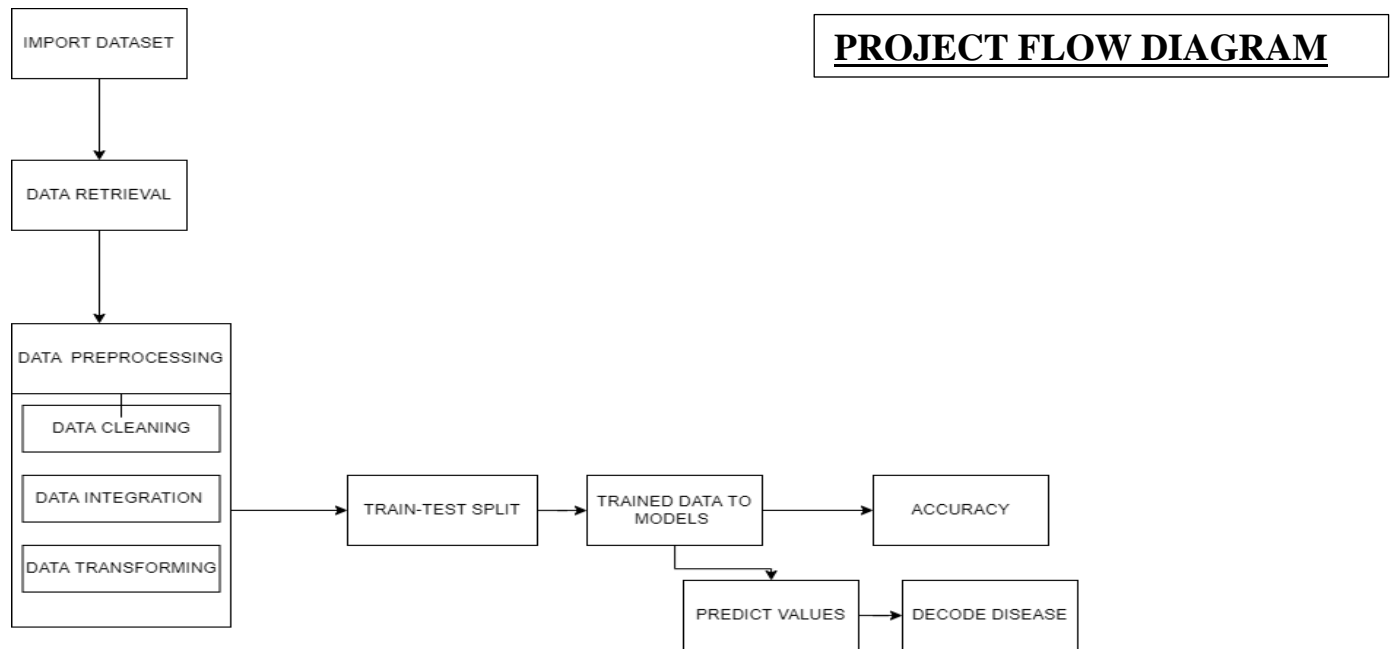 PROJECT FLOW DIAGRAM
IMPORT DATASET
DATA RETRIEVAL
DATA PREPROCESSING
DATA CLEANING
DATA INTEGRATION
DATA TRANSFORMING
TRAIN-TEST SPLIT
TRAINED DATA TO
MODELS
ACCURACY
PREDICT VALUES
DECODE DISEASE